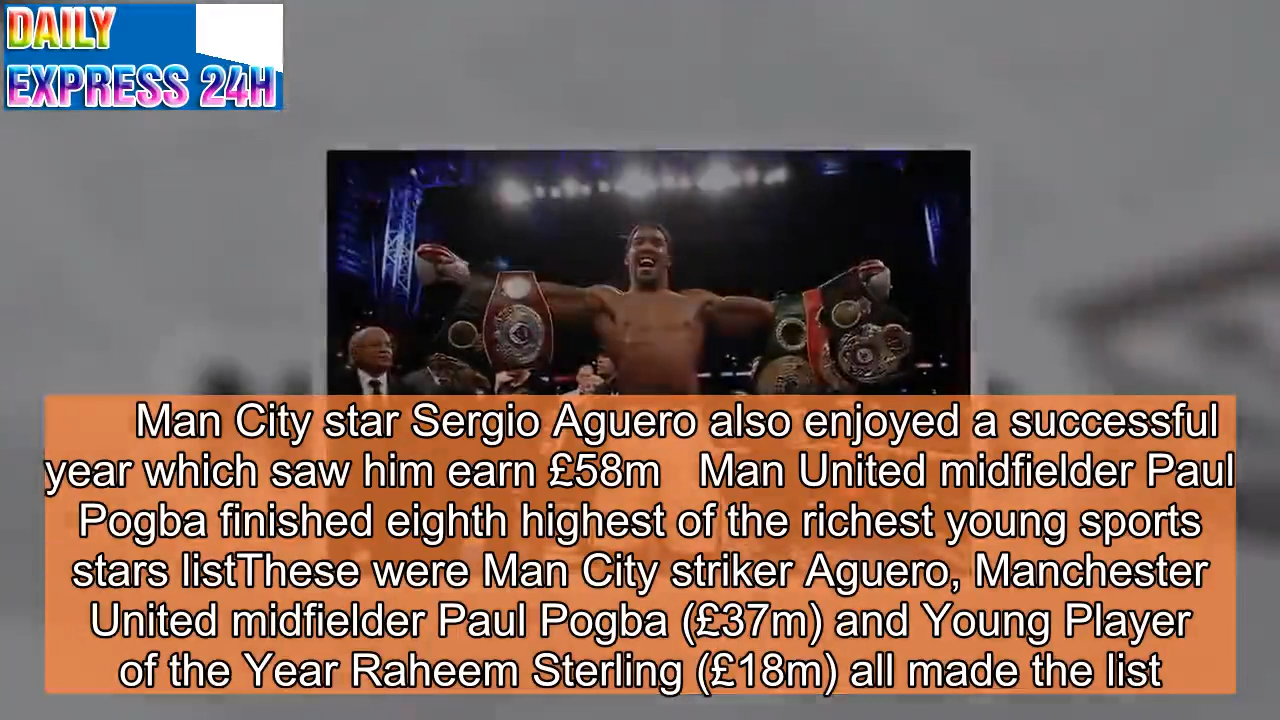 DAILY
EXPRESS 24H
Man City star Sergio Aguero also enjoyed a successful
year which saw him earn £58m   Man United midfielder Paul
Pogba finished eighth highest of the richest young sports
stars listThese were Man City striker Aguero, Manchester
United midfielder Paul Pogba (£37m) and Young Player
of the Year Raheem Sterling (£18m) all made the list